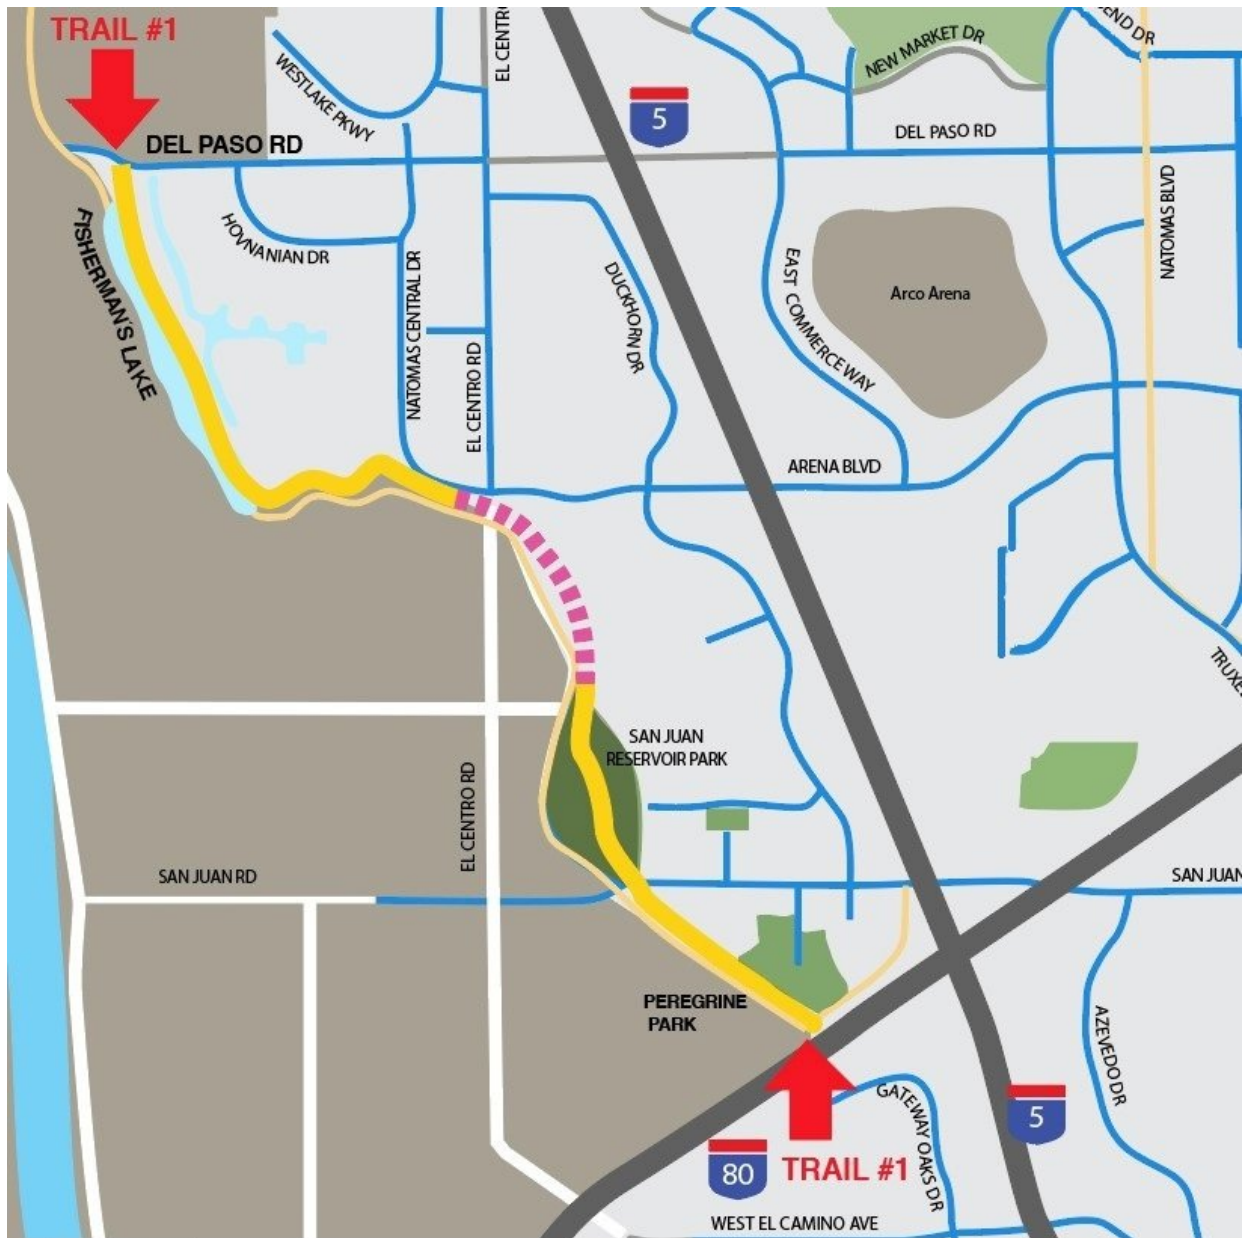 TRAIL #1
EL CENTRO
BEND DR
NEW MARKET DR
WESTLAKE PKWY
5
DEL PASO RD
DEL PASO RD
NATOMAS BLVD
FISHERMAN'S LAKE
HOVNANIAN DR
NATOMAS CENTRAL DR
DUCKHORN DR
EAST COMMERCE WAY
Arco Arena
EL CENTRO RD
ARENA BLVD
TRUXEL
SAN JUAN
RESERVOIR PARK
EL CENTRO RD
SAN JUAN RD
SAN JUAN
PEREGRINE
PARK
AZEVEDO DR
GATEWAY OAKS DR
5
80
TRAIL #1
WEST EL CAMINO AVE